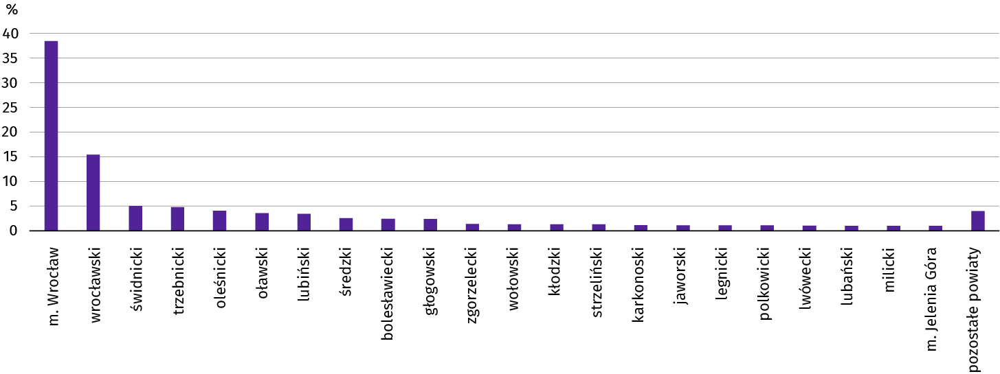 %
40
35
30
25
20
15
10
5
0
m. Wrocław
wrocławski
świdnicki
trzebnicki
oleśnicki
oławski
lubiński
średzki
bolesławiecki
głogowski
zgorzelecki
wołowski
kłodzki
strzeliński
karkonoski
jaworski
legnicki
polkowicki
lwówecki
lubański
milicki
m. Jelenia Góra
pozostałe powiaty